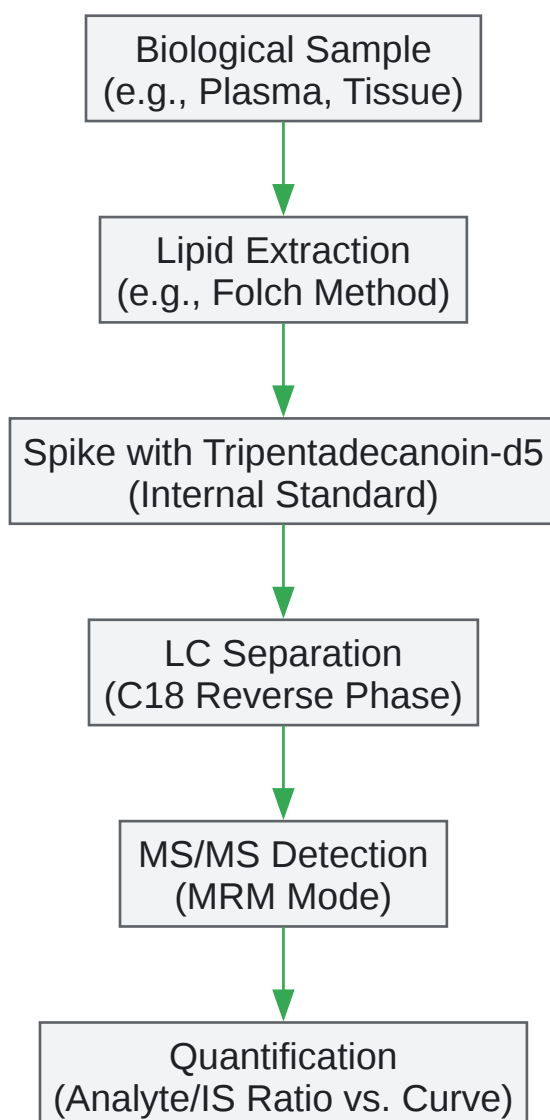 Biological Sample
(e.g., Plasma, Tissue)
Lipid Extraction
(e.g., Folch Method)
Spike with Tripentadecanoin-d5
(Internal Standard)
LC Separation
(C18 Reverse Phase)
MS/MS Detection
(MRM Mode)
Quantification
(Analyte/IS Ratio vs. Curve)